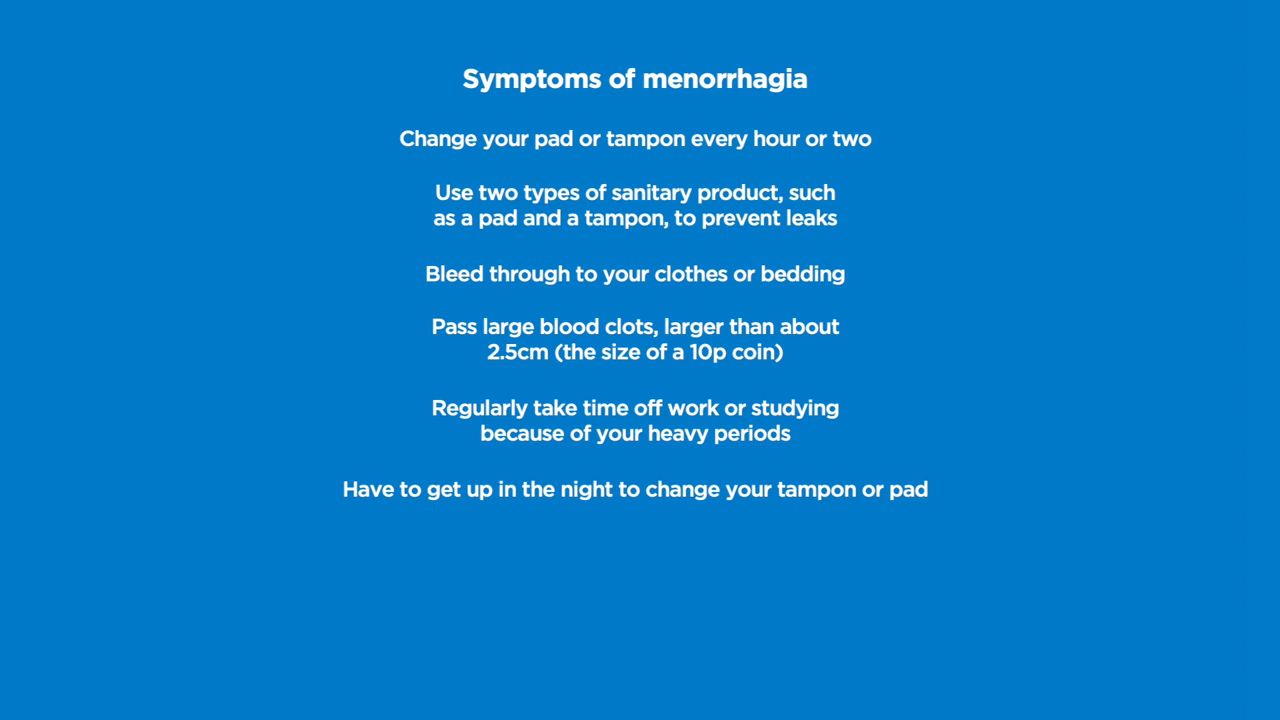 Symptoms of menorrhagia
Change your pad or tampon every hour or two
Use two types of sanitary product, such
as a pad and a tampon, to prevent leaks
Bleed through to your clothes or bedding
Pass large blood clots, larger than about
2.5cm (the size of a 10p coin)
Regularly take time off work or studying
because of your heavy periods
Have to get up in the night to change your tampon or pad